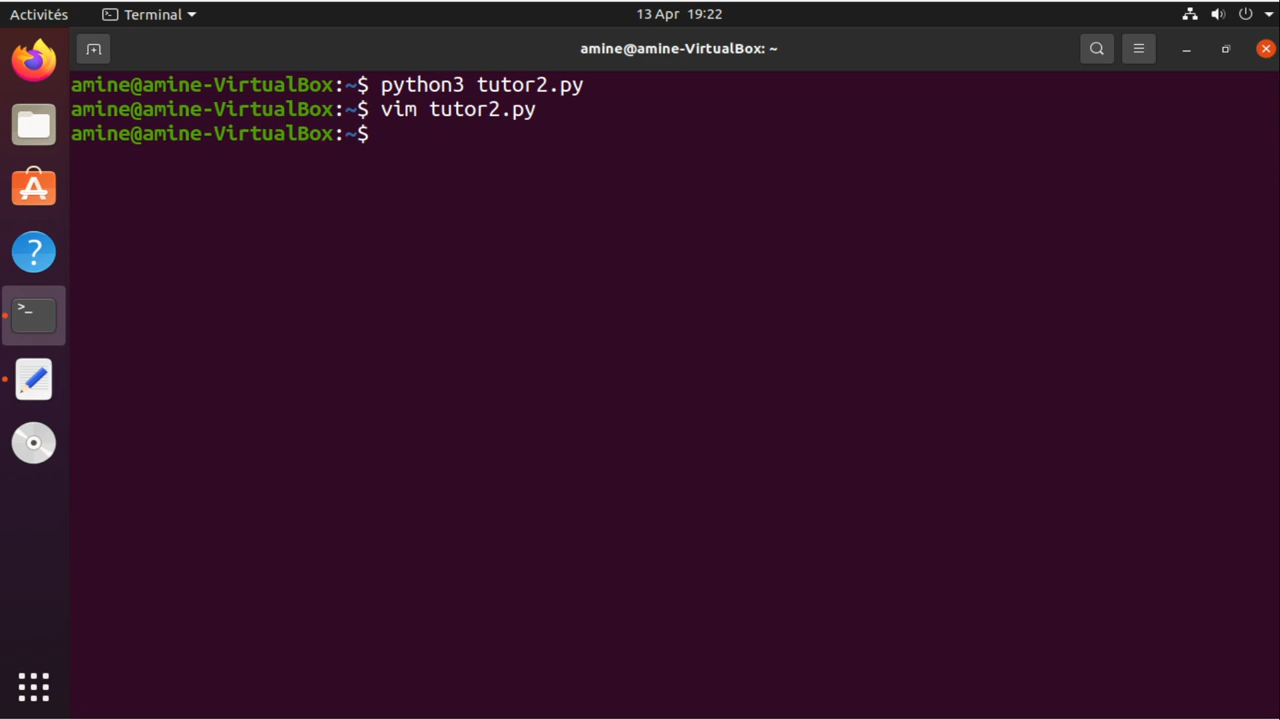 Activités Terminal 13 Apr 19:22
amine@amine-VirtualBox: ~
amine@amine-VirtualBox:~$ python3 tutor2.py
amine@amine-VirtualBox:~$ vim tutor2.py
amine@amine-VirtualBox:~$